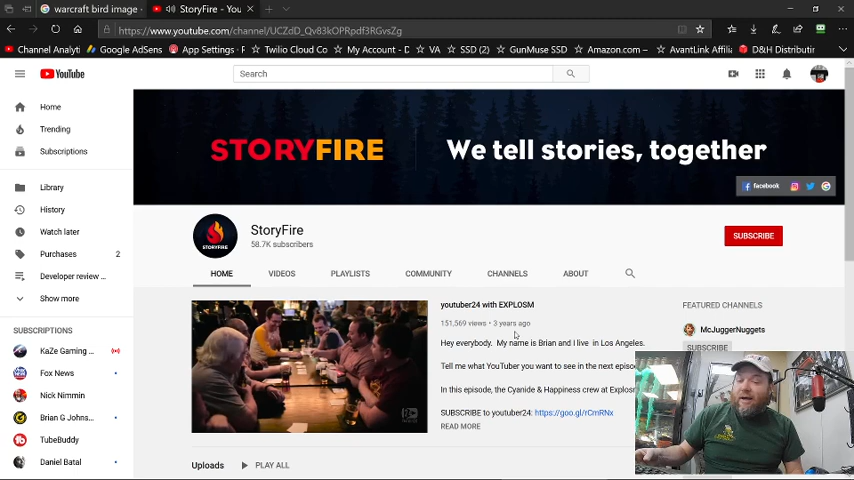 warcraft bird image
StoryFire - You
https://www.youtube.com/channel/UCZdD_Qv83kOPRpdf3RGvsZg
Channel Analyti
Google AdSens
App Settings - F
Twilio Cloud Co
My Account - D
VA
SSD (2)
GunMuse SSD
Amazon.com –
AvantLink Affilia
D&H Distributin
YouTube
Search
Home
Trending
Subscriptions
Library
History
Watch later
Purchases 2
Developer review ...
Show more
SUBSCRIPTIONS
KaZe Gaming ...
Fox News
Nick Nimmin
Brian G Johns...
TubeBuddy
Daniel Batal
STORYFIRE
We tell stories, together
facebook
STORYFIRE
StoryFire
58.7K subscribers
SUBSCRIBE
HOME VIDEOS PLAYLISTS COMMUNITY CHANNELS ABOUT
youtuber24 with EXPLOSM
151,569 views • 3 years ago
Hey everybody. My name is Brian and I live in Los Angeles.
Tell me what YouTuber you want to see in the next episo
In this episode, the Cyanide & Happiness crew at Explosm
SUBSCRIBE to youtuber24: https://goo.gl/rCmRNx
READ MORE
FEATURED CHANNELS
McJuggerNuggets
SUBSCRIBE
Uploads
PLAY ALL